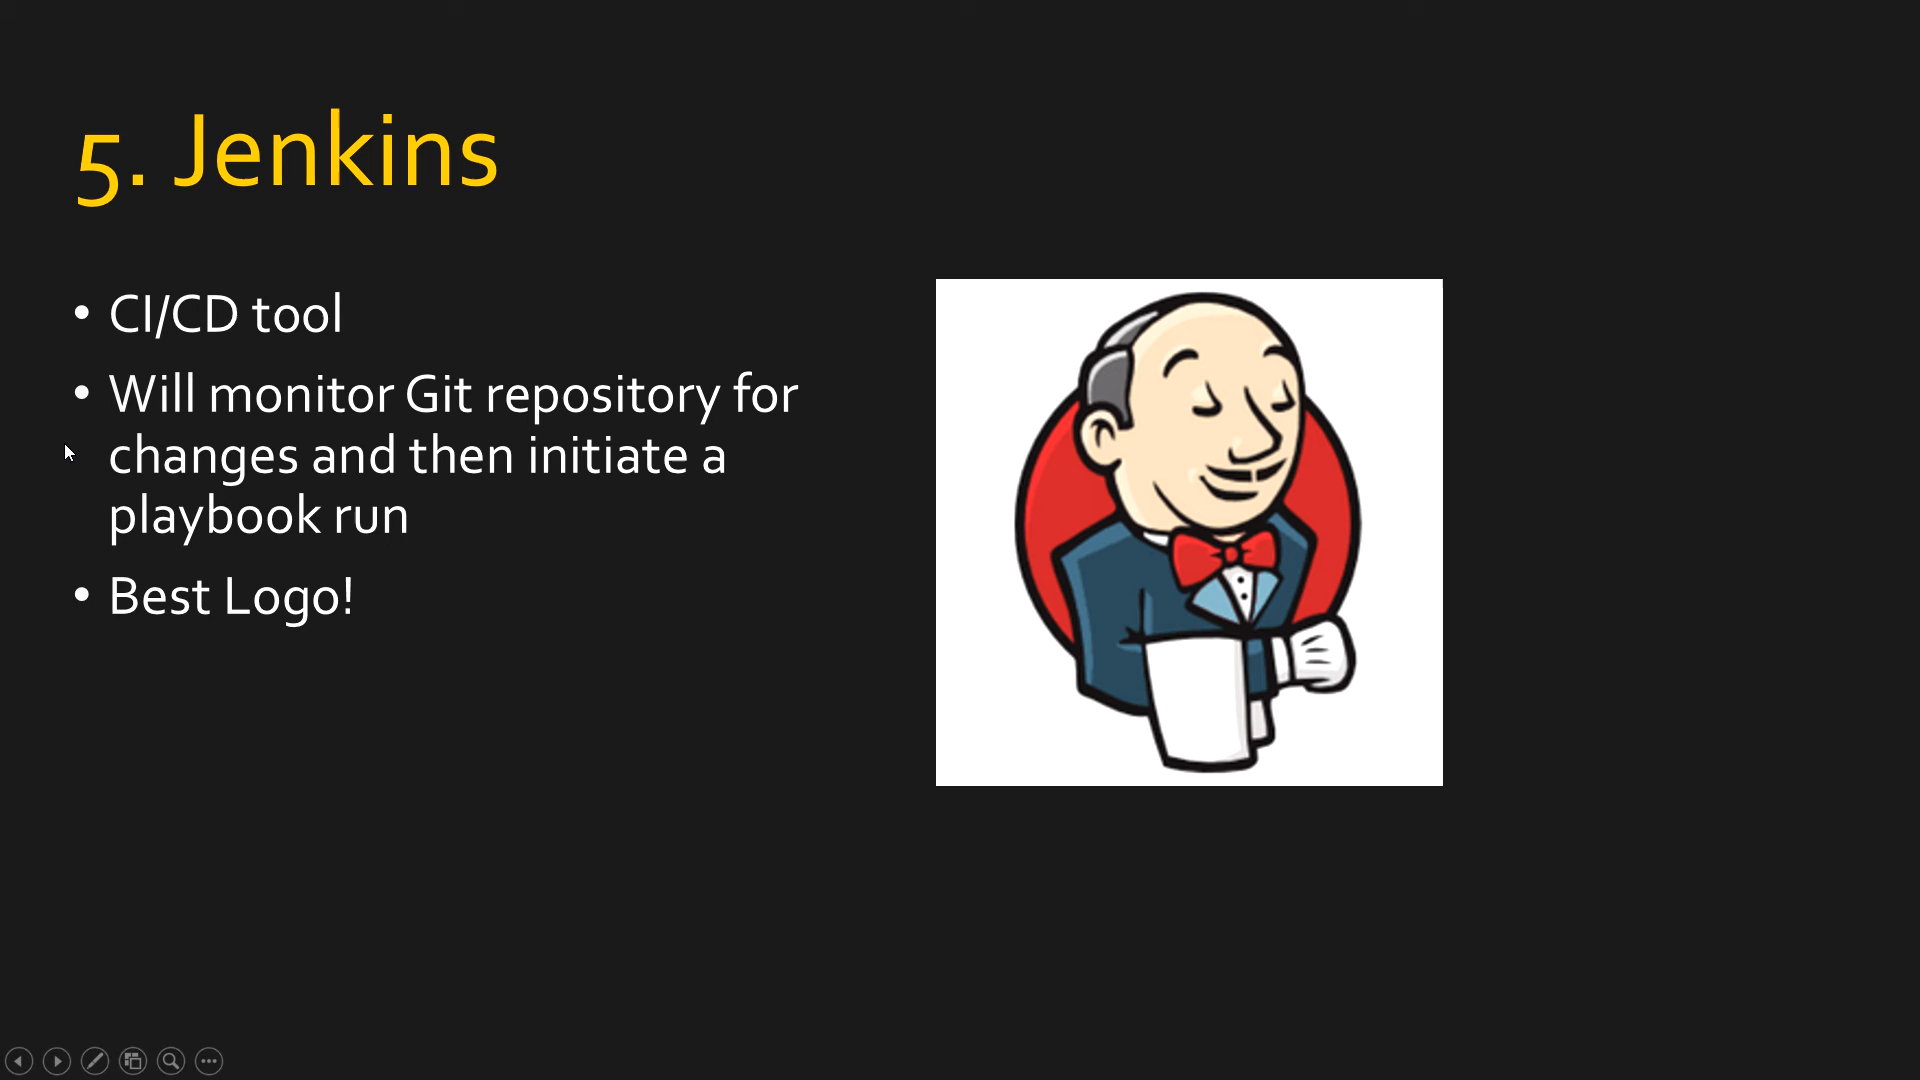 5. Jenkins
• CI/CD tool
• Will monitor Git repository for
changes and then initiate a
playbook run
• Best Logo!